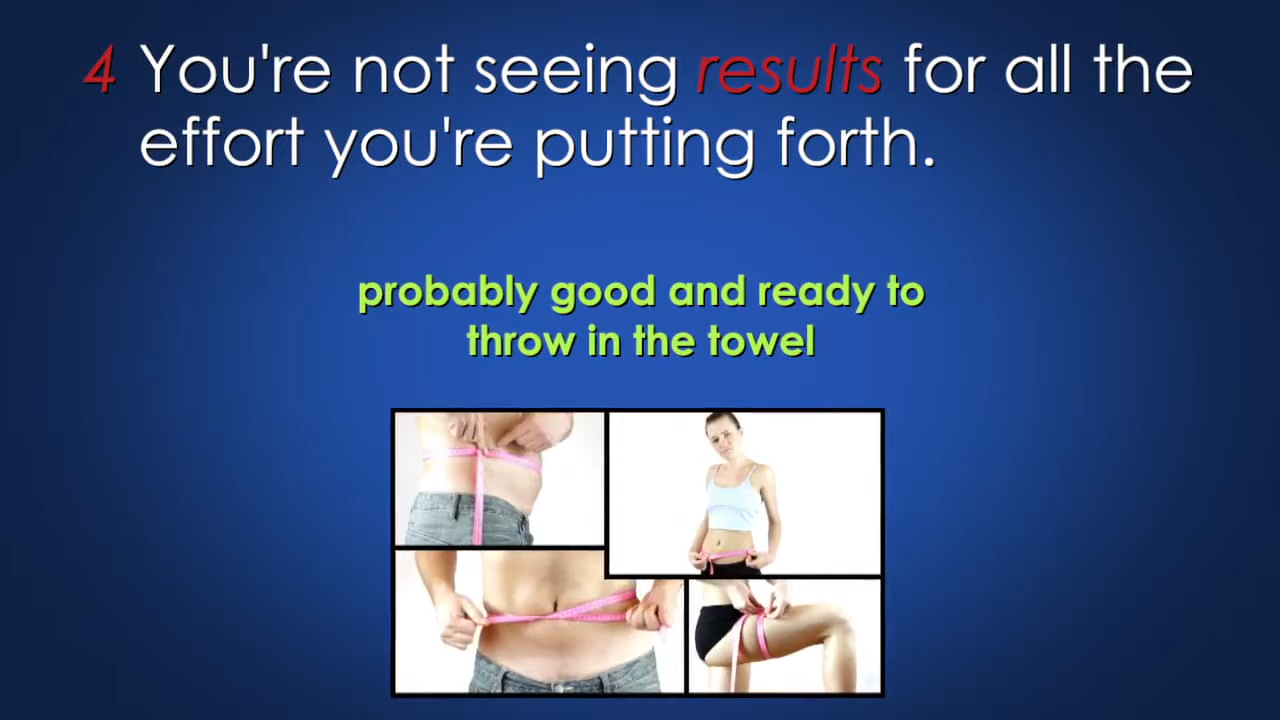 4 You're not seeing results for all the
effort you're putting forth.
probably good and ready to
throw in the towel